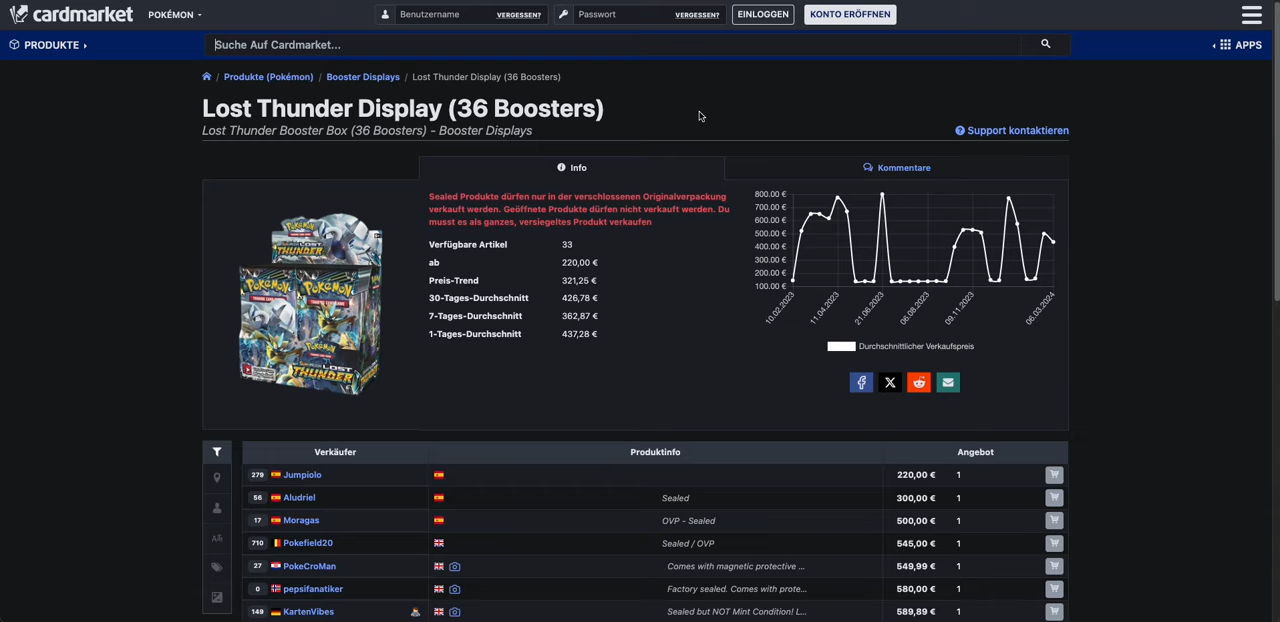 cardmarket
POKÉMON
Benutzername VERGESSEN?
Passwort VERGESSEN?
EINLOGGEN
KONTO ERÖFFNEN
PRODUKTE
Suche Auf Cardmarket...
APPS
/ Produkte (Pokémon) / Booster Displays / Lost Thunder Display (36 Boosters)
Lost Thunder Display (36 Boosters)
Lost Thunder Booster Box (36 Boosters) - Booster Displays
Support kontaktieren
Info
Kommentare
Sealed Produkte dürfen nur in der verschlossenen Originalverpackung
verkauft werden. Geöffnete Produkte dürfen nicht verkauft werden. Du
musst es als ganzes, versiegeltes Produkt verkaufen
Verfügbare Artikel 33
ab 220,00 €
Preis-Trend 321,25 €
30-Tages-Durchschnitt 426,78 €
7-Tages-Durchschnitt 362,87 €
1-Tages-Durchschnitt 437,28 €
800.00 €
700.00 €
600.00 €
500.00 €
400.00 €
300.00 €
200.00 €
100.00 €
10.02.2023
11.04.2023
21.06.2023
06.08.2023
09.11.2023
06.03.2024
Durchschnittlicher Verkaufspreis
Pokémon
LOST
THUNDER
Pokémon
Pokémon
LOST
THUNDER
Verkäufer Produktinfo Angebot
279 Jumpiolo 220,00 € 1
56 Aludriel Sealed 300,00 € 1
17 Moragas OVP - Sealed 500,00 € 1
710 Pokefield20 Sealed / OVP 545,00 € 1
27 PokeCroMan Comes with magnetic protective ... 549,99 € 1
0 pepsifanatiker Factory sealed. Comes with prote... 580,00 € 1
149 KartenVibes Sealed but NOT Mint Condition! L... 589,89 € 1